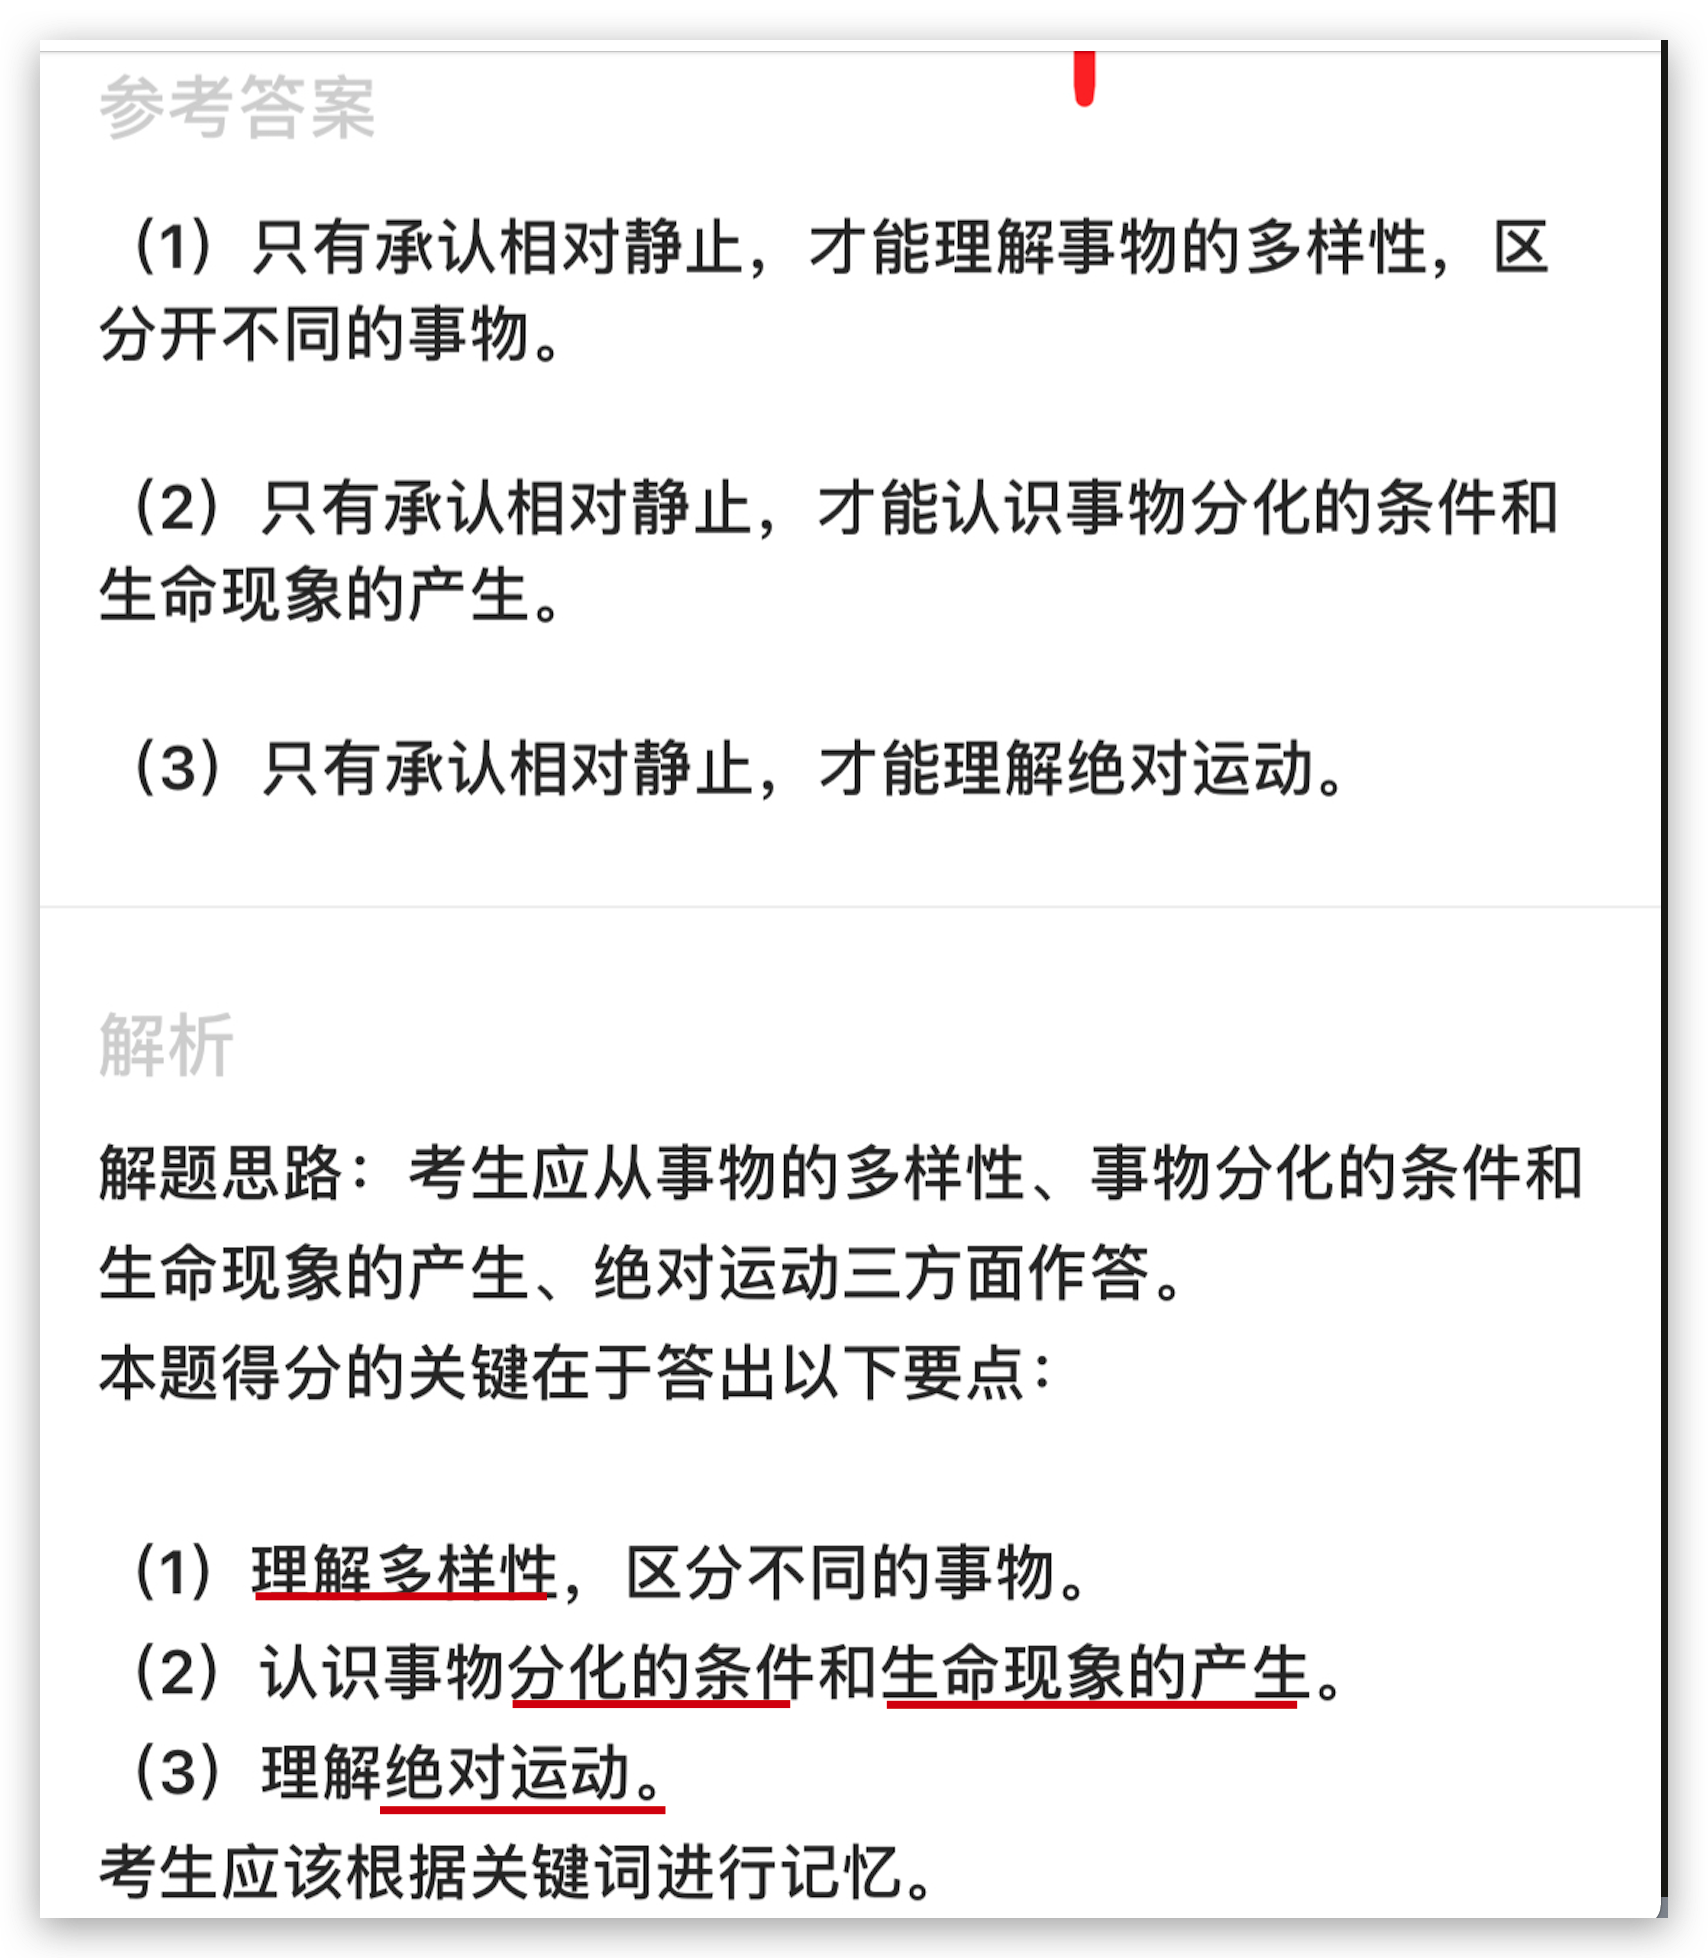 参考答案
（1）只有承认相对静止，才能理解事物的多样性，区
分开不同的事物。
（2）只有承认相对静止，才能认识事物分化的条件和
生命现象的产生。
（3）只有承认相对静止，才能理解绝对运动。
解析
解题思路：考生应从事物的多样性、事物分化的条件和
生命现象的产生、绝对运动三方面作答。
本题得分的关键在于答出以下要点：
（1）理解多样性，区分不同的事物。
（2）认识事物分化的条件和生命现象的产生。
（3）理解绝对运动。
考生应该根据关键词进行记忆。